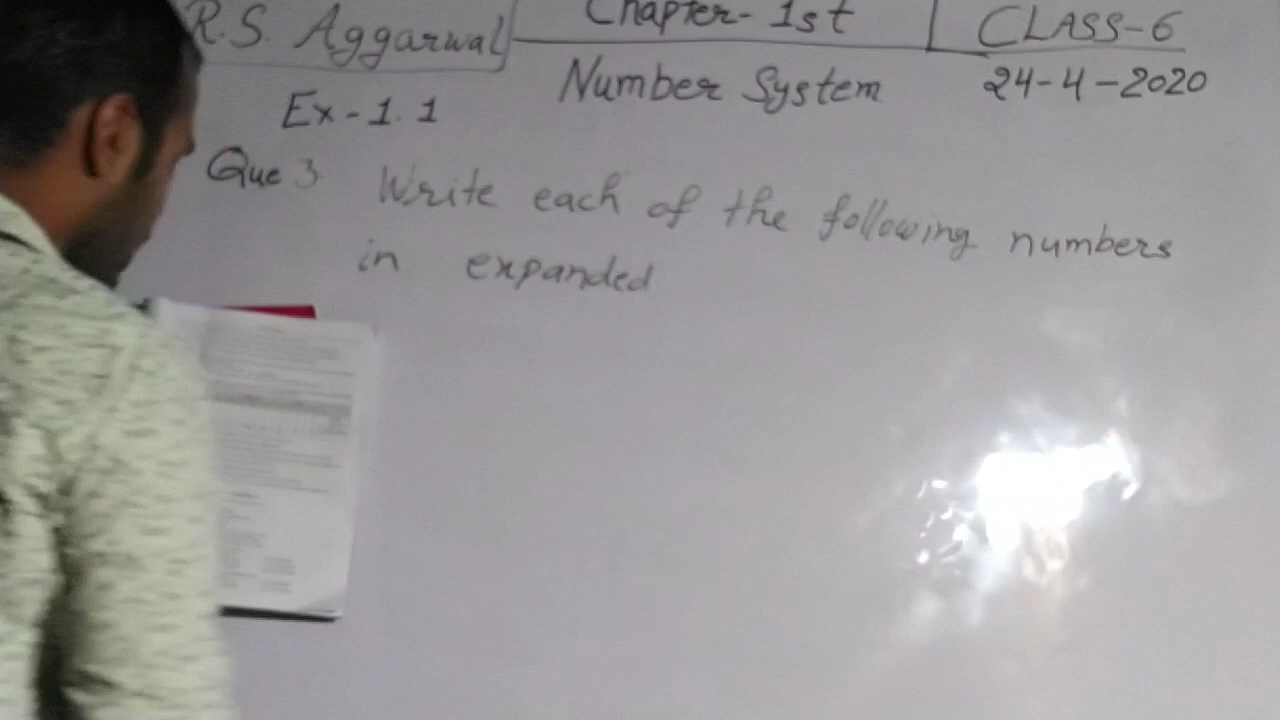 R.S. Aggarwal
Chapter- 1st
CLASS-6
Number System
24-4-2020
Ex-1.1
Que 3 Write each of the following numbers
in expanded